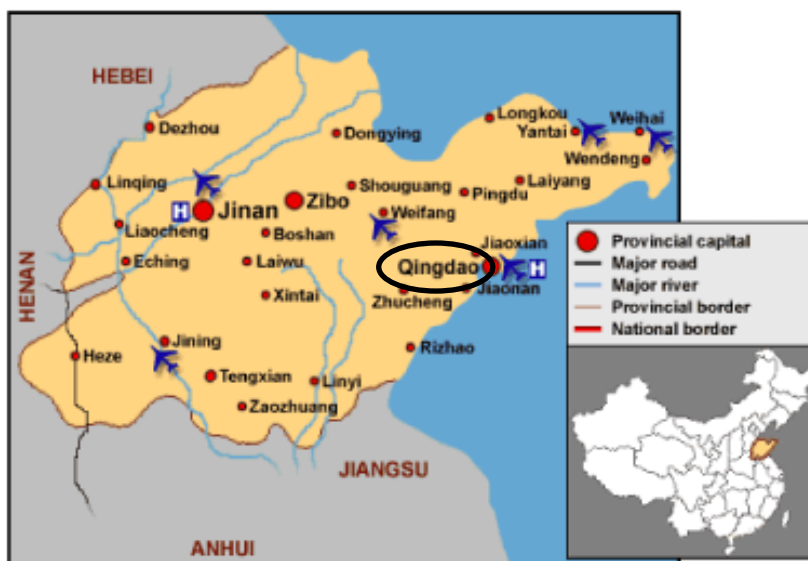 HEBEI
Dezhou
Dongying
Longkou
Yantai
Weihai
Wendeng
Linqing
Shouguang
Pingdu
Laiyang
H
Jinan
Zibo
Weifang
Liaocheng
Boshan
Jiaoxian
Eching
Laiwu
Qingdao
H
HENAN
Xintai
Zhucheng
Jiaonan
Jining
Rizhao
Heze
Tengxian
Linyi
Zaozhuang
JIANGSU
ANHUI
Provincial capital
Major road
Major river
Provincial border
National border